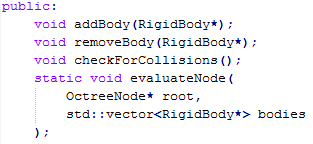 public:
    void addBody(RigidBody*);
    void removeBody(RigidBody*);
    void checkForCollisions();
    static void evaluateNode(
        OctreeNode* root,
        std::vector<RigidBody*> bodies
    );